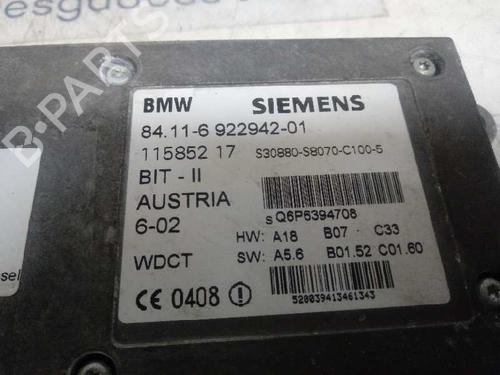 B-PARTS
BMW SIEMENS
84.11-6 922942-01
115852 17 S30880-S8070-C100-5
BIT - II
AUSTRIA
SQ6P6394708
6-02
HW: A18 B07 C33
WDCT SW: A5.6 B01.52 C01.60
CE 0408
520039413461343